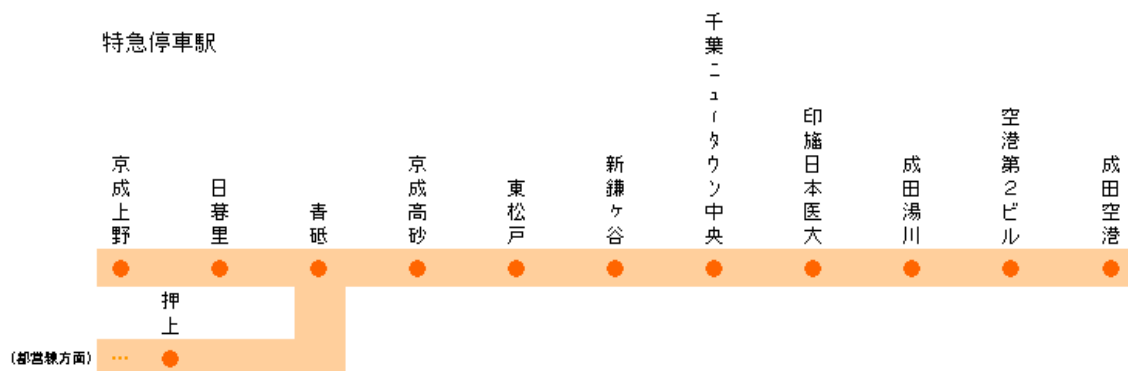 特急停車駅
京成上野
日暮里
青砥
京成高砂
東松戸
新鎌ヶ谷
千葉ニュータウン中央
印旛日本医大
成田湯川
空港第2ビル
成田空港
押上
(都営線方面)